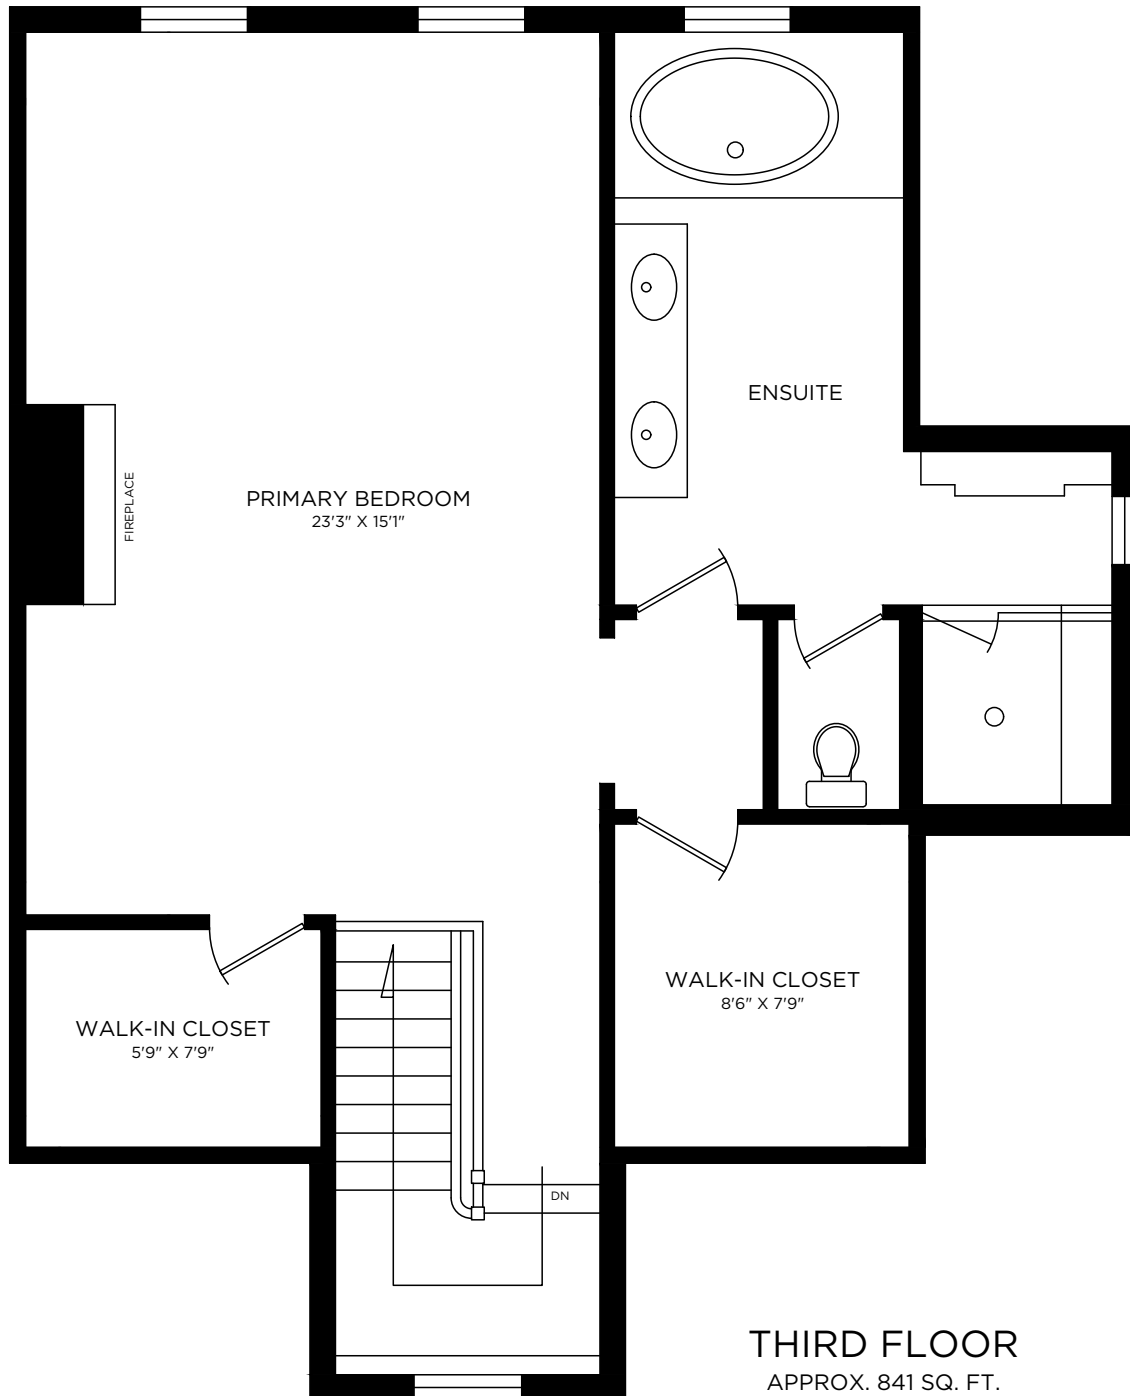 ENSUITE
FIREPLACE
PRIMARY BEDROOM
23'3" X 15'1"
WALK-IN CLOSET
8'6" X 7'9"
WALK-IN CLOSET
5'9" X 7'9"
DN
THIRD FLOOR
APPROX. 841 SQ. FT.